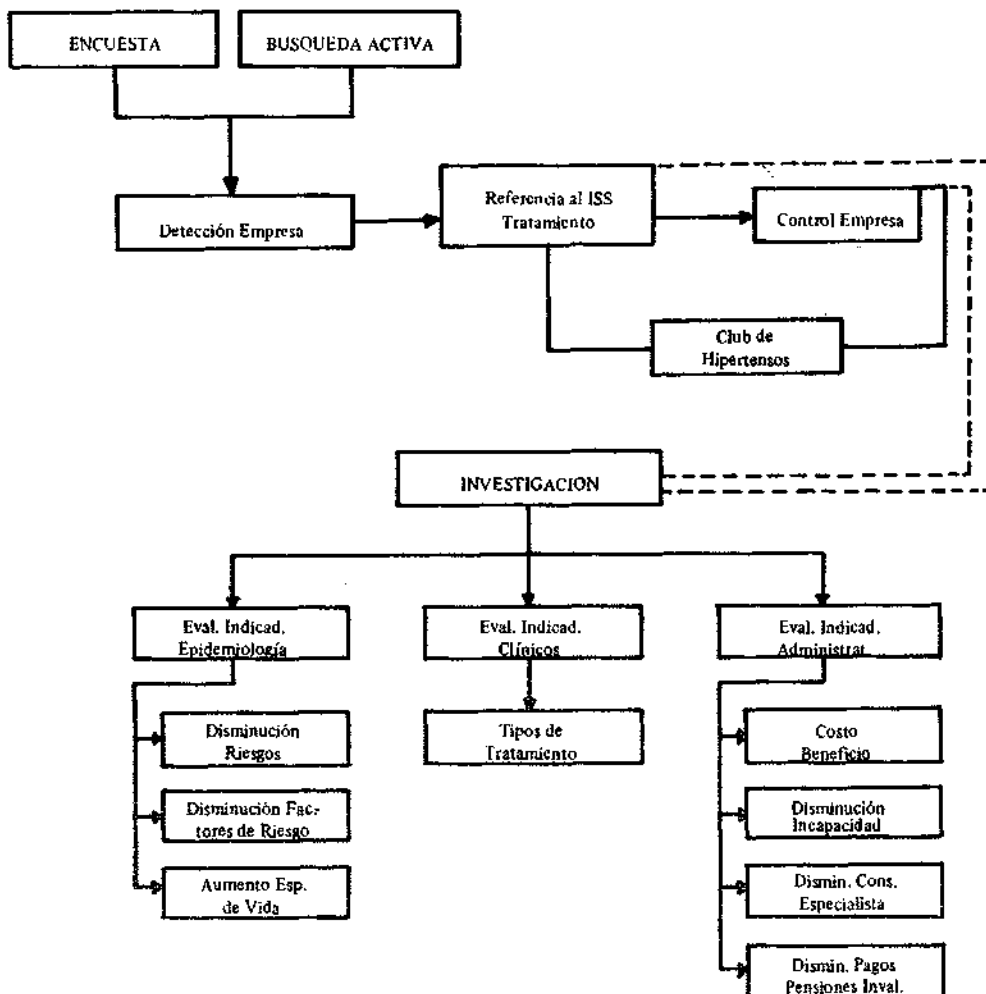 ENCUESTA
BUSQUEDA ACTIVA
Detección Empresa
Referencia al ISS
Tratamiento
Control Empresa
Club de
Hipertensos
INVESTIGACION
Eval. Indicad.
Epidemiología
Eval. Indicad.
Clínicos
Eval. Indicad.
Administrat.
Disminución
Riesgos
Disminución Fac-
tores de Riesgo
Aumento Esp.
de Vida
Tipos de
Tratamiento
Costo
Beneficio
Disminución
Incapacidad
Dismin. Cons.
Especialista
Dismin. Pagos
Pensiones Inval.